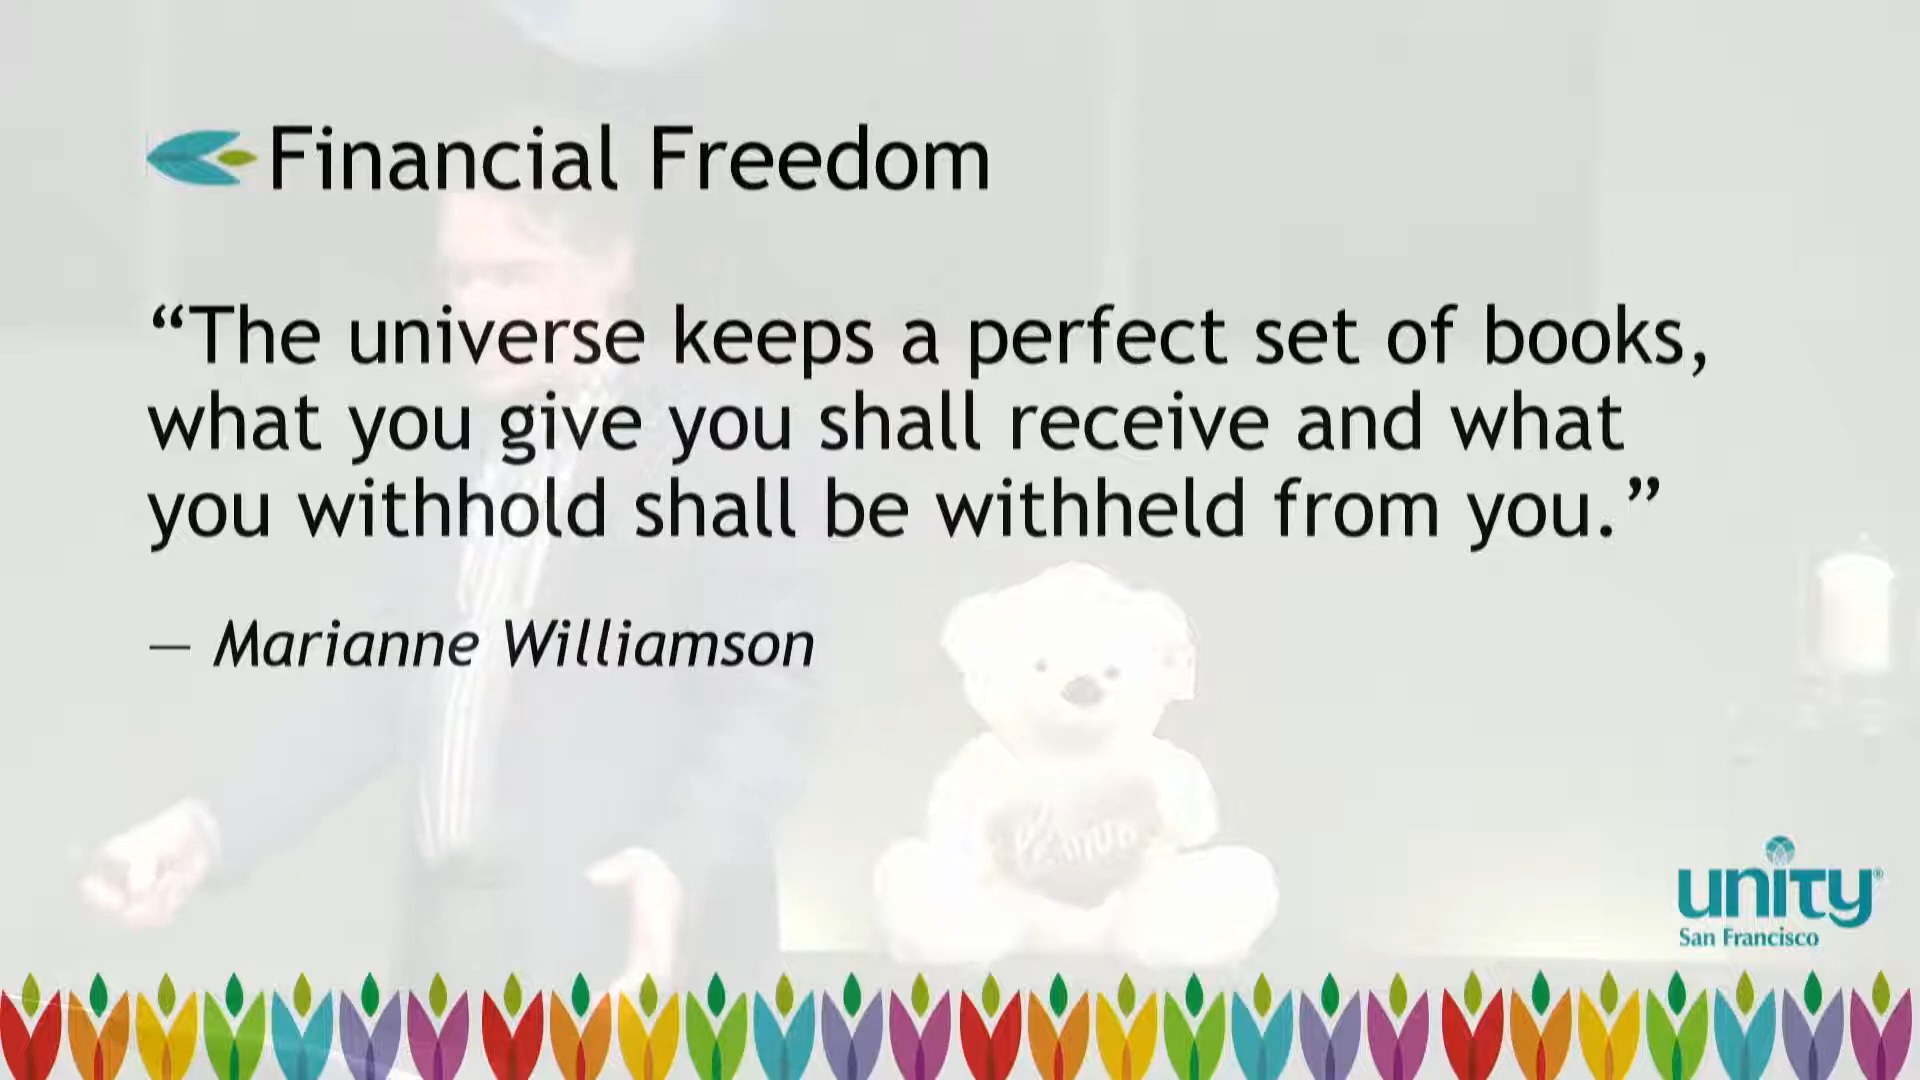 Financial Freedom
“The universe keeps a perfect set of books,
what you give you shall receive and what
you withhold shall be withheld from you.”
— Marianne Williamson
unity®
San Francisco